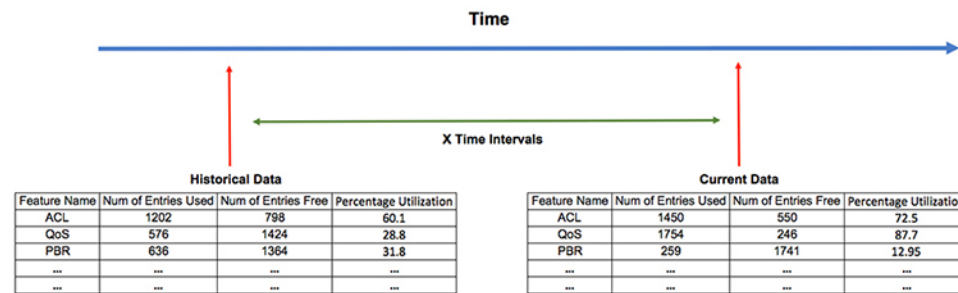 Time
X Time Intervals
Historical Data
Feature Name Num of Entries Used Num of Entries Free Percentage Utilization
ACL 1202 798 60.1
QoS 576 1424 28.8
PBR 636 1364 31.8
... ... ... ...
... ... ... ...
Current Data
Feature Name Num of Entries Used Num of Entries Free Percentage Utilizatio
ACL 1450 550 72.5
QoS 1754 246 87.7
PBR 259 1741 12.95
... ... ... ...
... ... ... ...